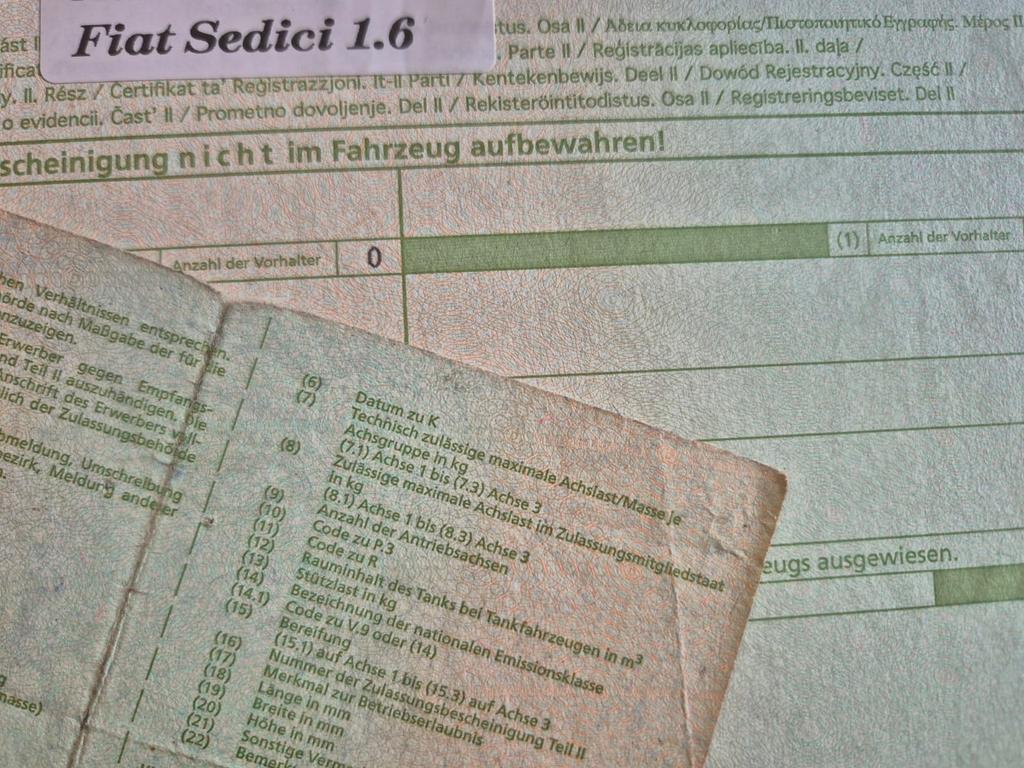 Fiat Sedici 1.6
tus. Osa II / Άδεια κυκλοφορίας/Πιστοποιητικό Εγγραφής. Μέρος II
Parte II / Reģistrācijas apliecība. II. daļa /
y. II. Rész / Ċertifikat ta' Reġistrazzjoni. It-II Parti / Kentekenbewijs. Deel II / Dowód Rejestracyjny. Część II /
o evidencii. Čast' II / Prometno dovoljenje. Del II / Rekisteröintitodistus. Osa II / Registreringsbeviset. Del II
scheinigung nicht im Fahrzeug aufbewahren!
Anzahl der Vorhalter 0
(1) Anzahl der Vorhalter
eugs ausgewiesen.
hen Verhältnissen entsprechen.
örde nach Maßgabe der für die
nzuzeigen.
Erwerber gegen Empfangs-
nd Teil II auszuhändigen. Die
Anschrift des Erwerbers
lich der Zulassungsbehörde
bmeldung, Umschreibung
ezirk, Meldung anderer
masse)
(6) Datum zu K
(7) Technisch zulässige maximale Achslast/Masse je
Achsgruppe in kg
(7.1) Achse 1 bis (7.3) Achse 3
(8) Zulässige maximale Achslast im Zulassungsmitgliedstaat
in kg
(8.1) Achse 1 bis (8.3) Achse 3
(9) Anzahl der Antriebsachsen
(10) Code zu P.3
(11) Code zu R
(12) Rauminhalt des Tanks bei Tankfahrzeugen in m³
(13) Stützlast in kg
(14) Bezeichnung der nationalen Emissionsklasse
(14.1) Code zu V.9 oder (14)
(15) Bereifung
(15.1) auf Achse 1 bis (15.3) auf Achse 3
(16) Nummer der Zulassungsbescheinigung Teil II
(17) Merkmal zur Betriebserlaubnis
(18) Länge in mm
(19) Breite in mm
(20) Höhe in mm
(21) Sonstige Verm
(22) Bemerk